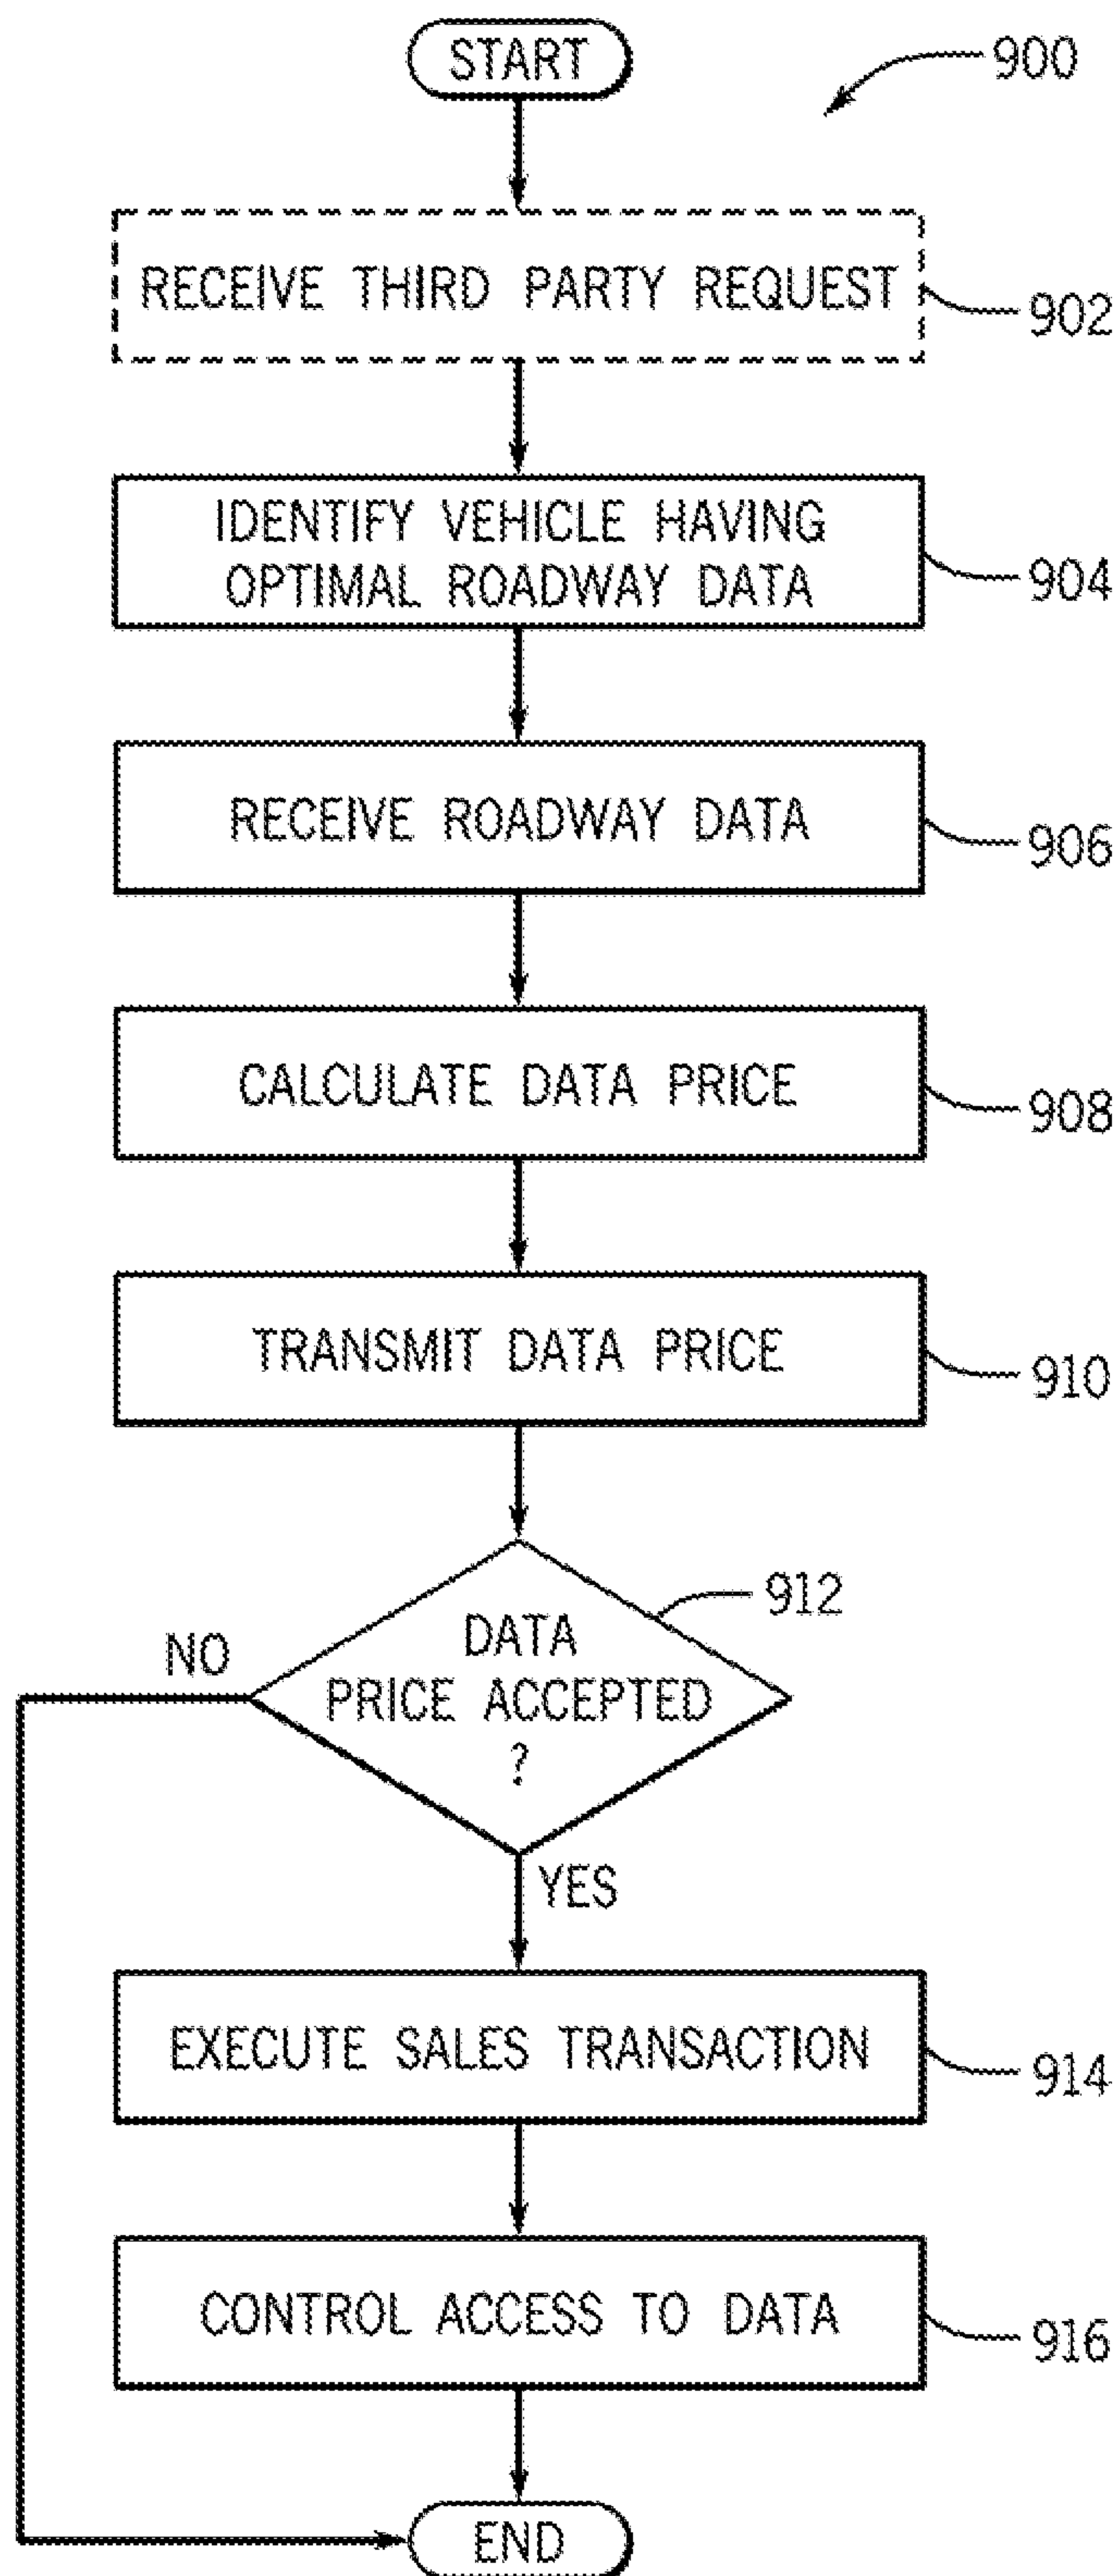 START
900
RECEIVE THIRD PARTY REQUEST
902
IDENTIFY VEHICLE HAVING
OPTIMAL ROADWAY DATA
904
RECEIVE ROADWAY DATA
906
CALCULATE DATA PRICE
908
TRANSMIT DATA PRICE
910
912
DATA
PRICE ACCEPTED
?
NO
YES
EXECUTE SALES TRANSACTION
914
CONTROL ACCESS TO DATA
916
END